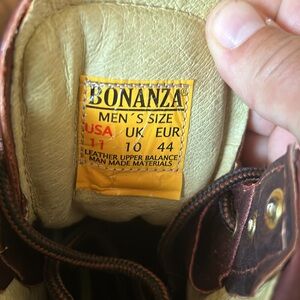 BONANZA
MEN´S SIZE
USA UK EUR
11 10 44
LEATHER UPPER BALANCE
MAN MADE MATERIALS